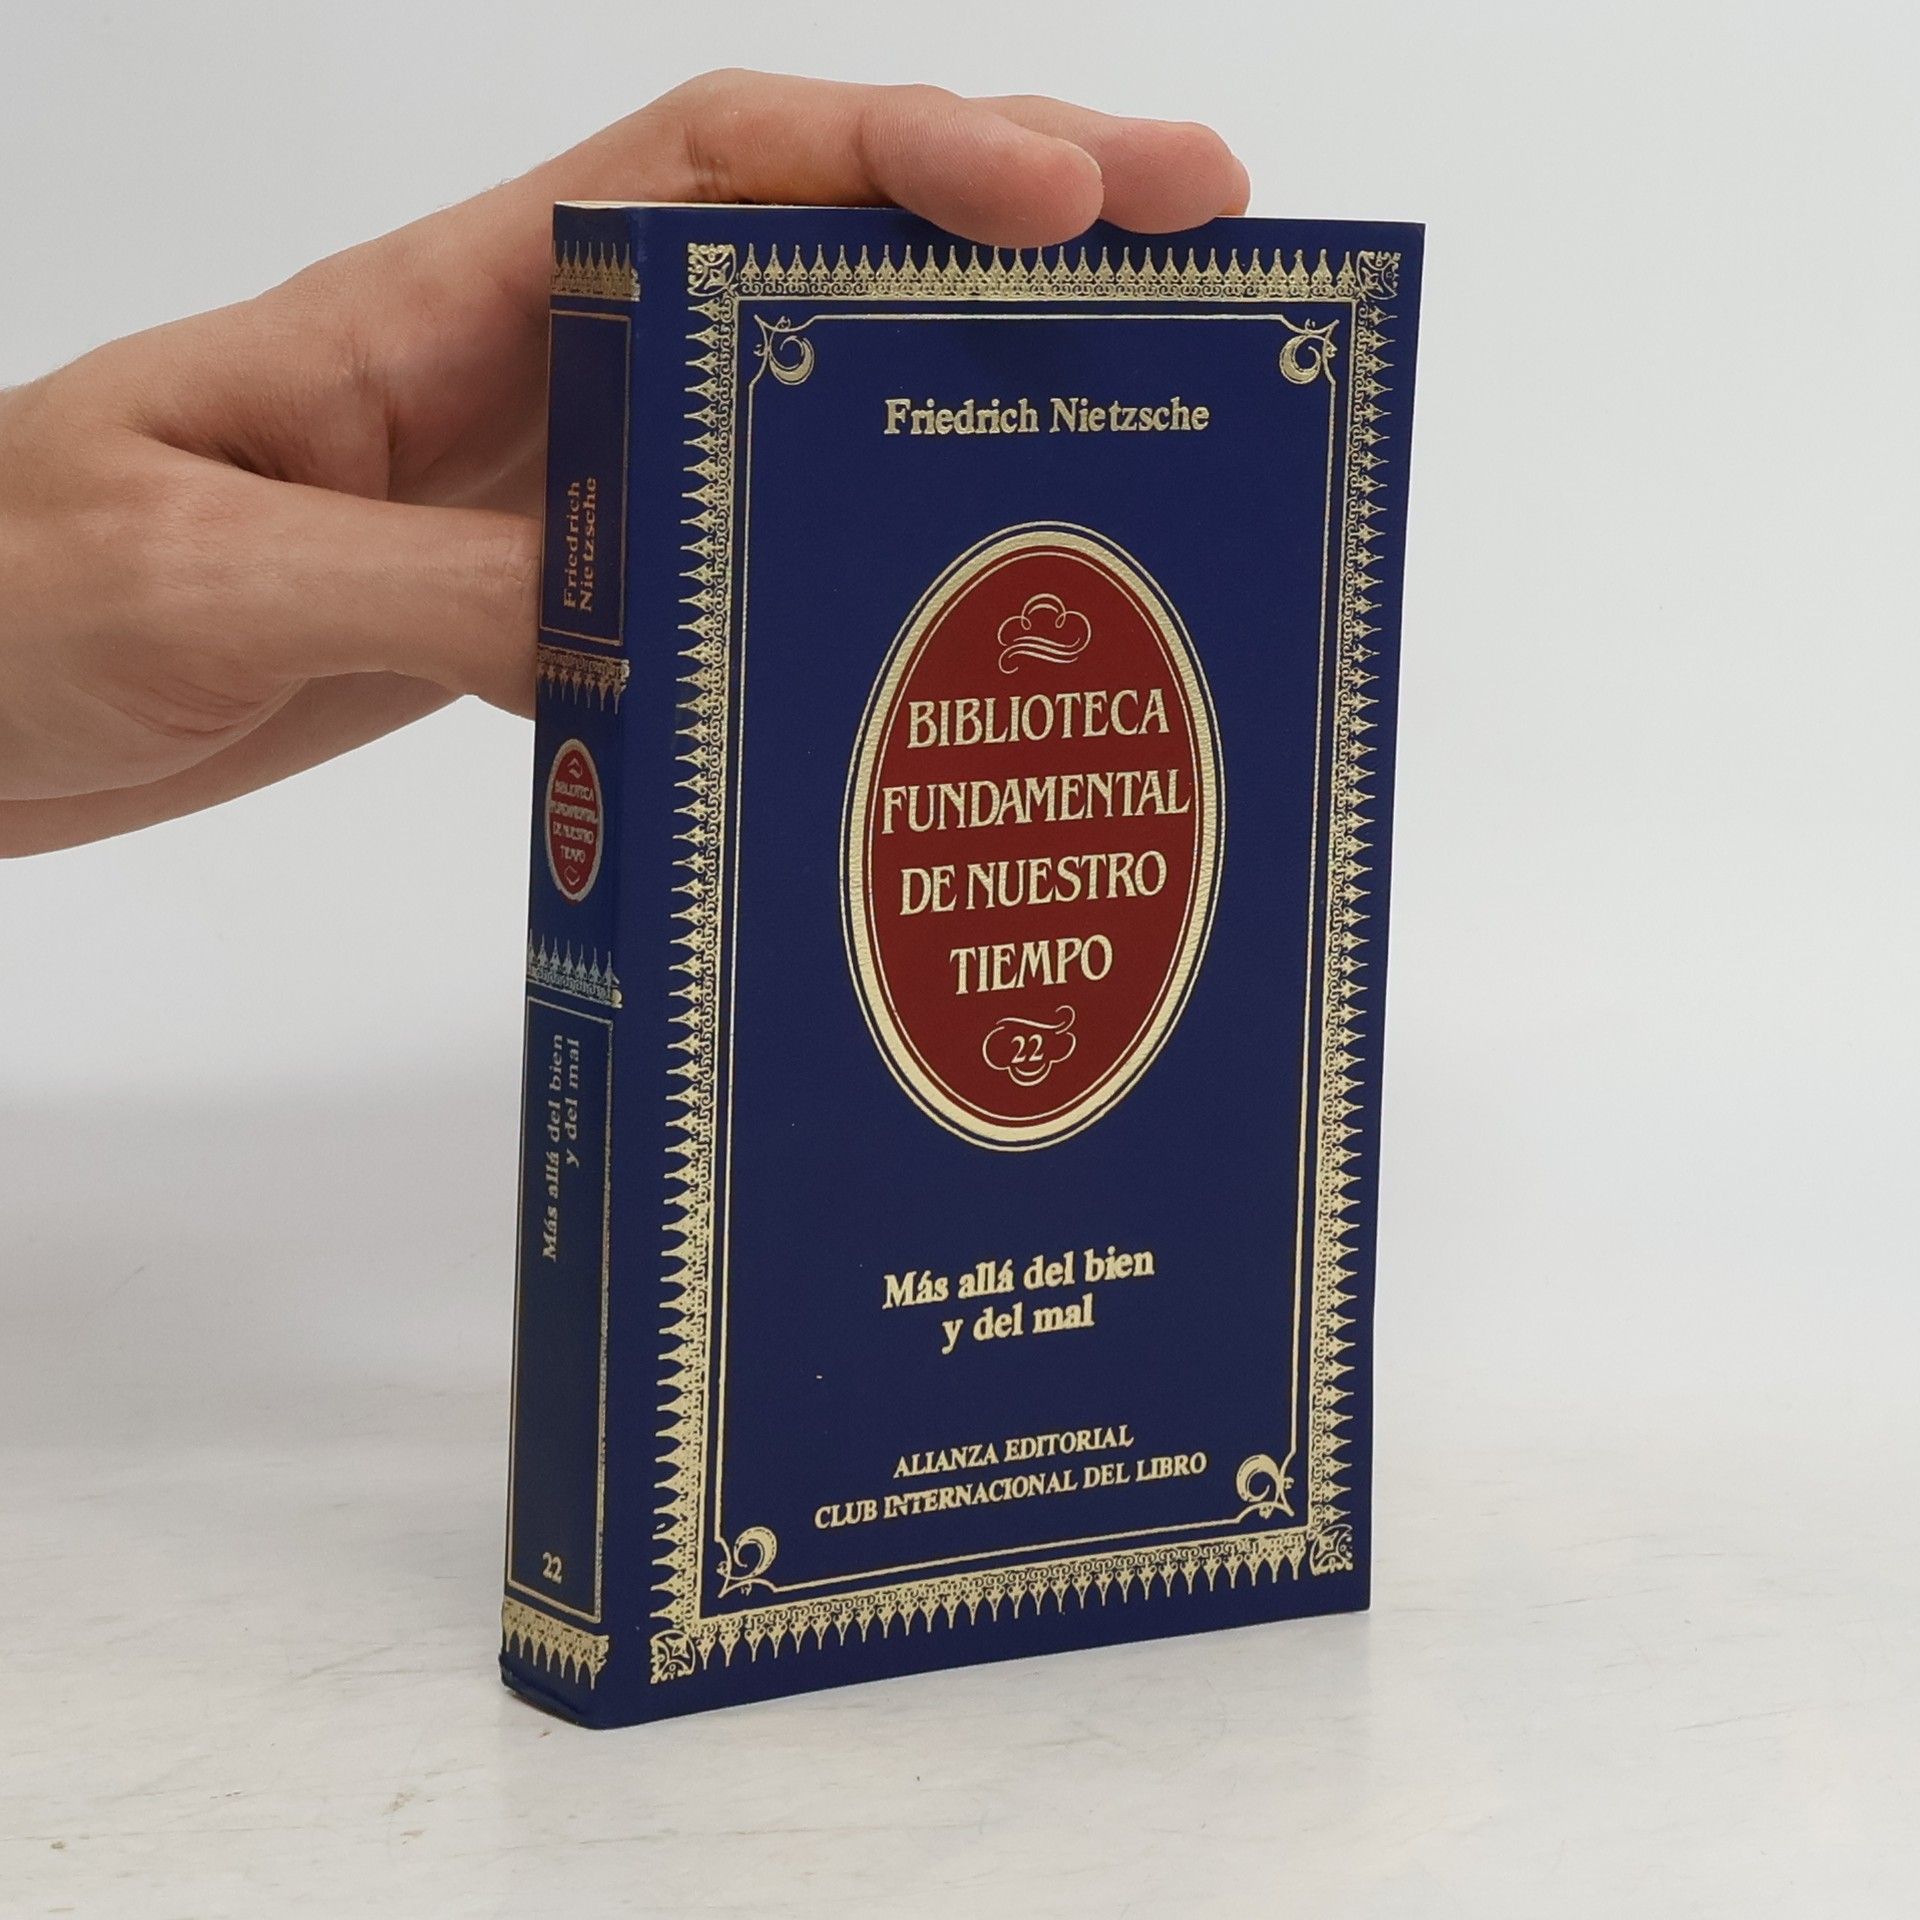 Friedrich Nietzsche
BIBLIOTECA
FUNDAMENTAL
DE NUESTRO
TIEMPO
22
Más allá del bien
y del mal
ALIANZA EDITORIAL
CLUB INTERNACIONAL DEL LIBRO
Friedrich
Nietzsche
BIBLIOTECA
FUNDAMENTAL
DE NUESTRO
TIEMPO
Más allá del bien
y del mal
22